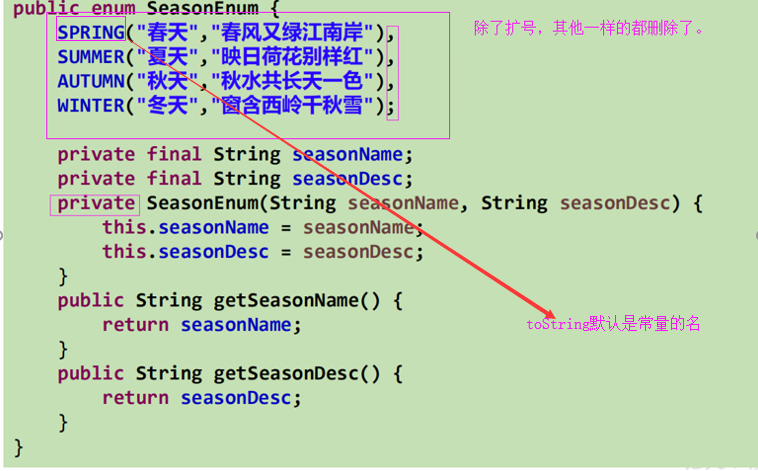 public enum SeasonEnum {
SPRING("春天","春风又绿江南岸"),
除了扩号，其他一样的都删除了。
SUMMER("夏天","映日荷花别样红"),
AUTUMN("秋天","秋水共长天一色"),
WINTER("冬天","窗含西岭千秋雪");
private final String seasonName;
private final String seasonDesc;
private SeasonEnum(String seasonName, String seasonDesc) {
this.seasonName = seasonName;
this.seasonDesc = seasonDesc;
}
public String getSeasonName() {
return seasonName;
toString默认是常量的名
}
public String getSeasonDesc() {
return seasonDesc;
}
}